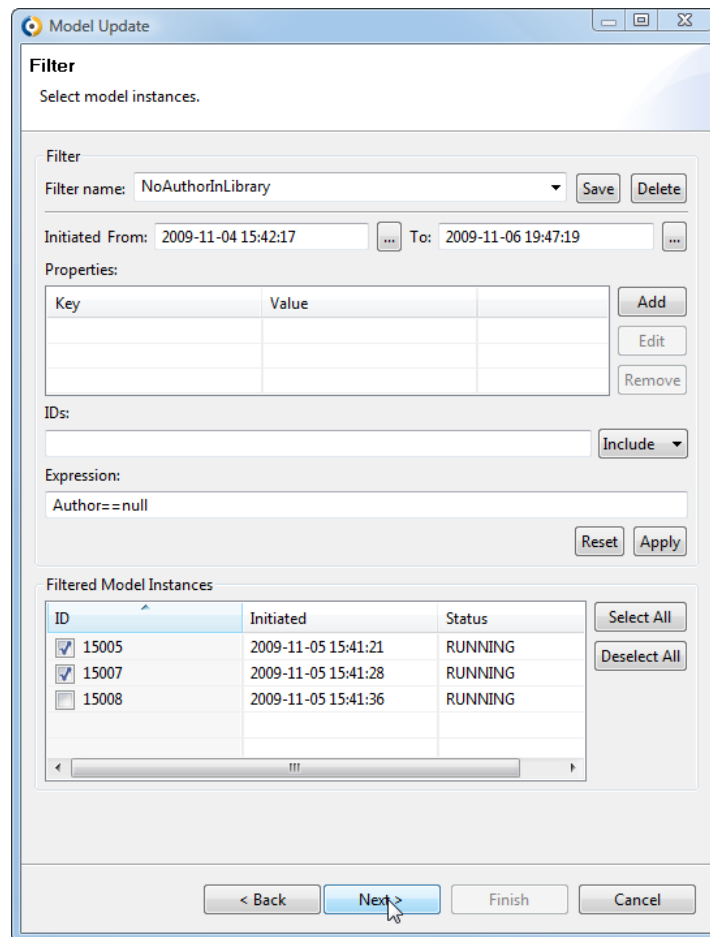 Model Update
Filter
Select model instances.
Filter
Filter name: NoAuthorInLibrary Save Delete
Initiated From: 2009-11-04 15:42:17 ... To: 2009-11-06 19:47:19 ...
Properties:
Key Value Add
Edit
Remove
IDs:
Include
Expression:
Author==null
Reset Apply
Filtered Model Instances
ID Initiated Status Select All
15005 2009-11-05 15:41:21 RUNNING
Deselect All
15007 2009-11-05 15:41:28 RUNNING
15008 2009-11-05 15:41:36 RUNNING
< Back Next > Finish Cancel